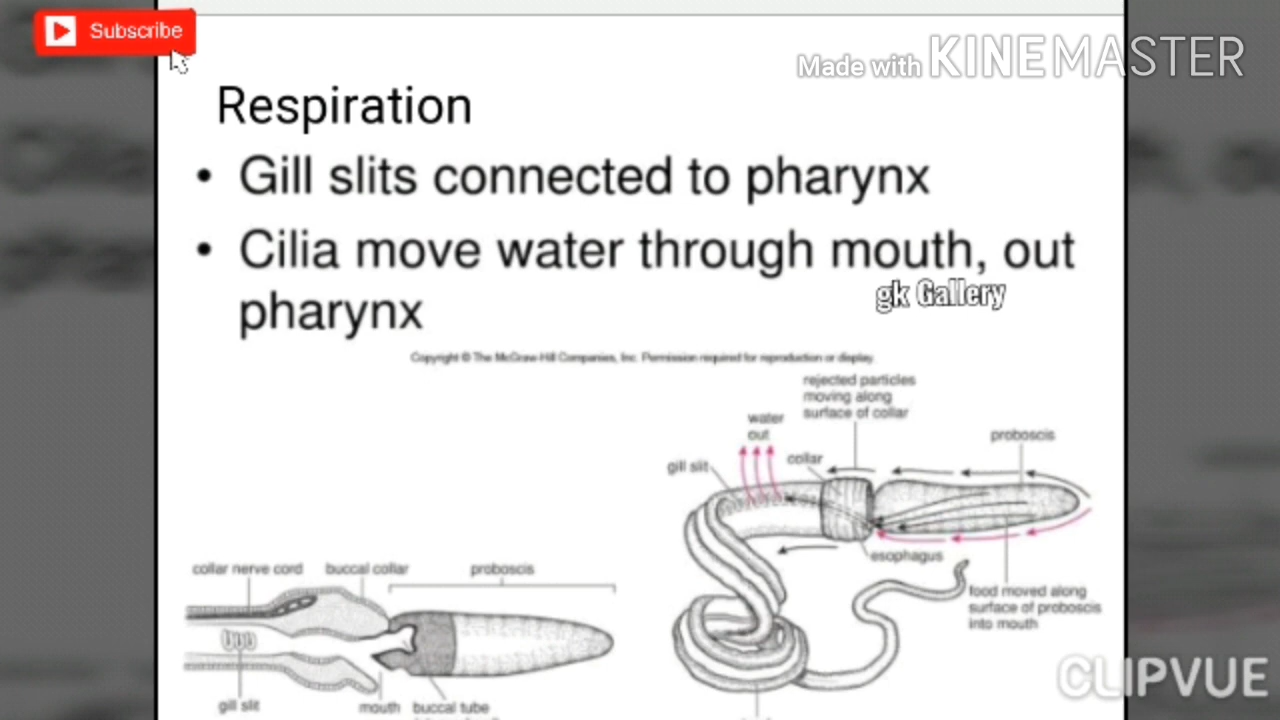 Subscribe
Made with KINEMASTER
Respiration
• Gill slits connected to pharynx
• Cilia move water through mouth, out
pharynx
gk Gallery
Copyright © The McGraw-Hill Companies, Inc. Permission required for reproduction or display.
rejected particles
moving along
surface of collar
water
out
proboscis
gill slit
collar
esophagus
collar nerve cord
buccal collar
proboscis
food moved along
surface of proboscis
into mouth
gill slit
mouth
buccal tube
CLIPVUE